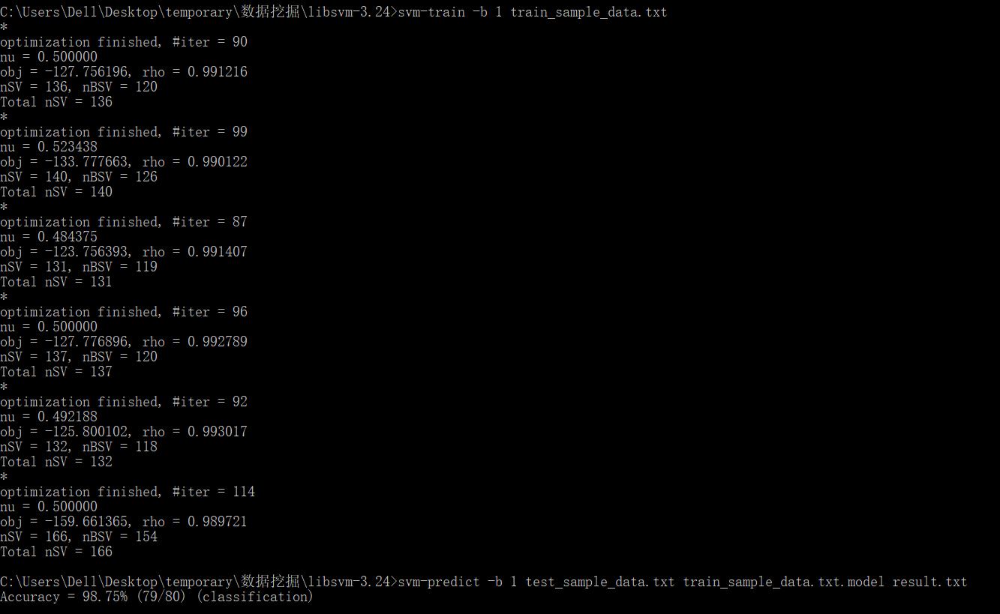 C:\Users\Dell\Desktop\temporary\数据挖掘\libsvm-3.24>svm-train -b 1 train_sample_data.txt
*
optimization finished, #iter = 90
nu = 0.500000
obj = -127.756196, rho = 0.991216
nSV = 136, nBSV = 120
Total nSV = 136
*
optimization finished, #iter = 99
nu = 0.523438
obj = -133.777663, rho = 0.990122
nSV = 140, nBSV = 126
Total nSV = 140
*
optimization finished, #iter = 87
nu = 0.484375
obj = -123.756393, rho = 0.991407
nSV = 131, nBSV = 119
Total nSV = 131
*
optimization finished, #iter = 96
nu = 0.500000
obj = -127.776896, rho = 0.992789
nSV = 137, nBSV = 120
Total nSV = 137
*
optimization finished, #iter = 92
nu = 0.492188
obj = -125.800102, rho = 0.993017
nSV = 132, nBSV = 118
Total nSV = 132
*
optimization finished, #iter = 114
nu = 0.500000
obj = -159.661365, rho = 0.989721
nSV = 166, nBSV = 154
Total nSV = 166
C:\Users\Dell\Desktop\temporary\数据挖掘\libsvm-3.24>svm-predict -b 1 test_sample_data.txt train_sample_data.txt.model result.txt
Accuracy = 98.75% (79/80) (classification)